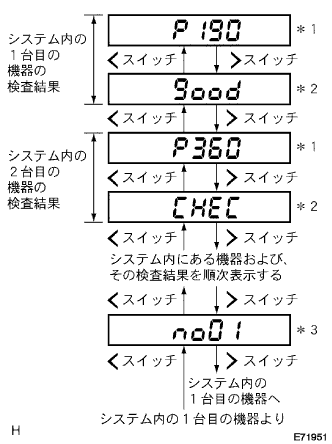 P190
*1
システム内の
1台目の
機器の
検査結果
<スイッチ
>スイッチ
9ood
*2
<スイッチ
>スイッチ
システム内の
2台目の
機器の
検査結果
P360
*1
<スイッチ
>スイッチ
CHEC
*2
<スイッチ
>スイッチ
システム内にある機器および、
その検査結果を順次表示する
<スイッチ
>スイッチ
no01
*3
<スイッチ
>スイッチ
システム内の
1台目の機器へ
システム内の1台目の機器より
H
E71951